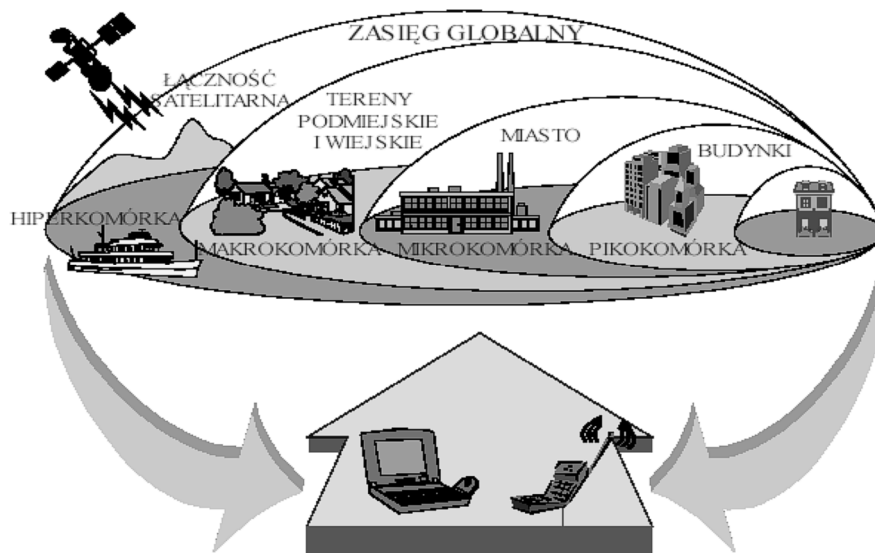 ZASIĘG GLOBALNY
ŁĄCZNOŚĆ
SATELITARNA
TERENY
PODMIEJSKIE
I WIEJSKIE
MIASTO
BUDYNKI
HIPERKOMÓRKA
MAKROKOMÓRKA
MIKROKOMÓRKA
PIKOKOMÓRKA